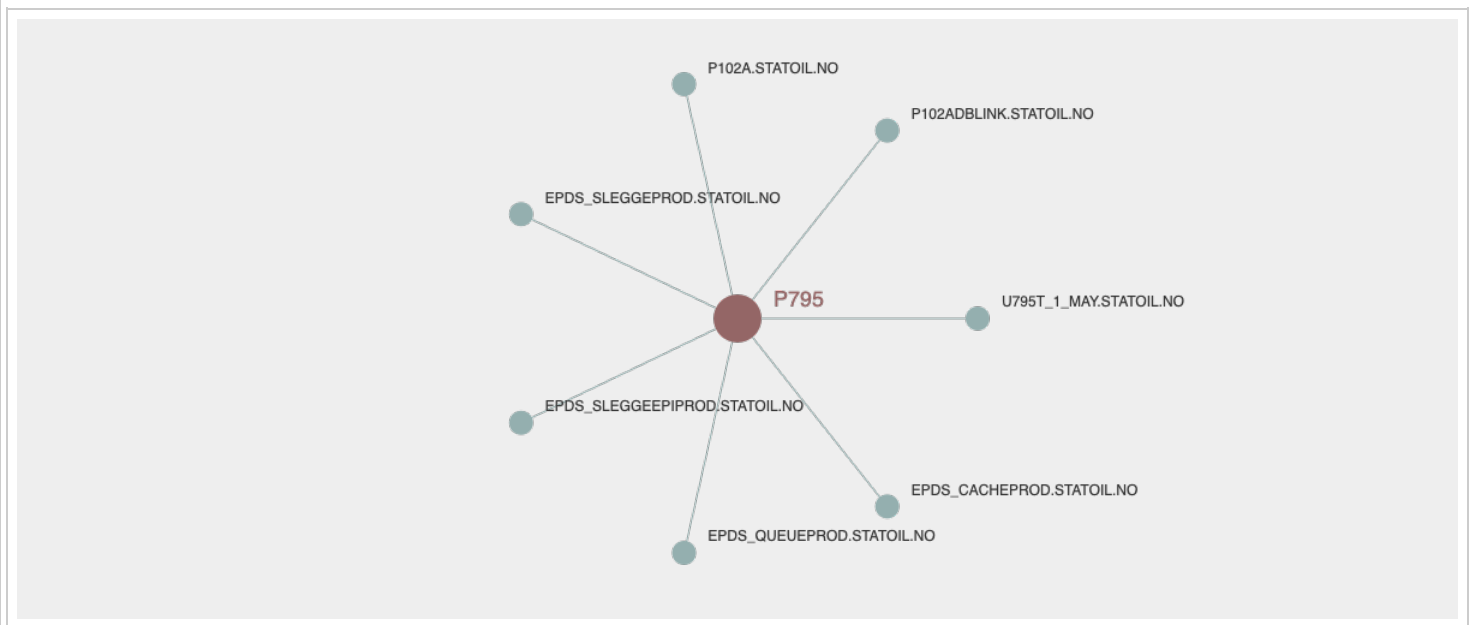 P102A.STATOIL.NO
P102ADBLINK.STATOIL.NO
EPDS_SLEGGEPROD.STATOIL.NO
P795
U795T_1_MAY.STATOIL.NO
EPDS_SLEGGEEPIPROD.STATOIL.NO
EPDS_CACHEPROD.STATOIL.NO
EPDS_QUEUEPROD.STATOIL.NO